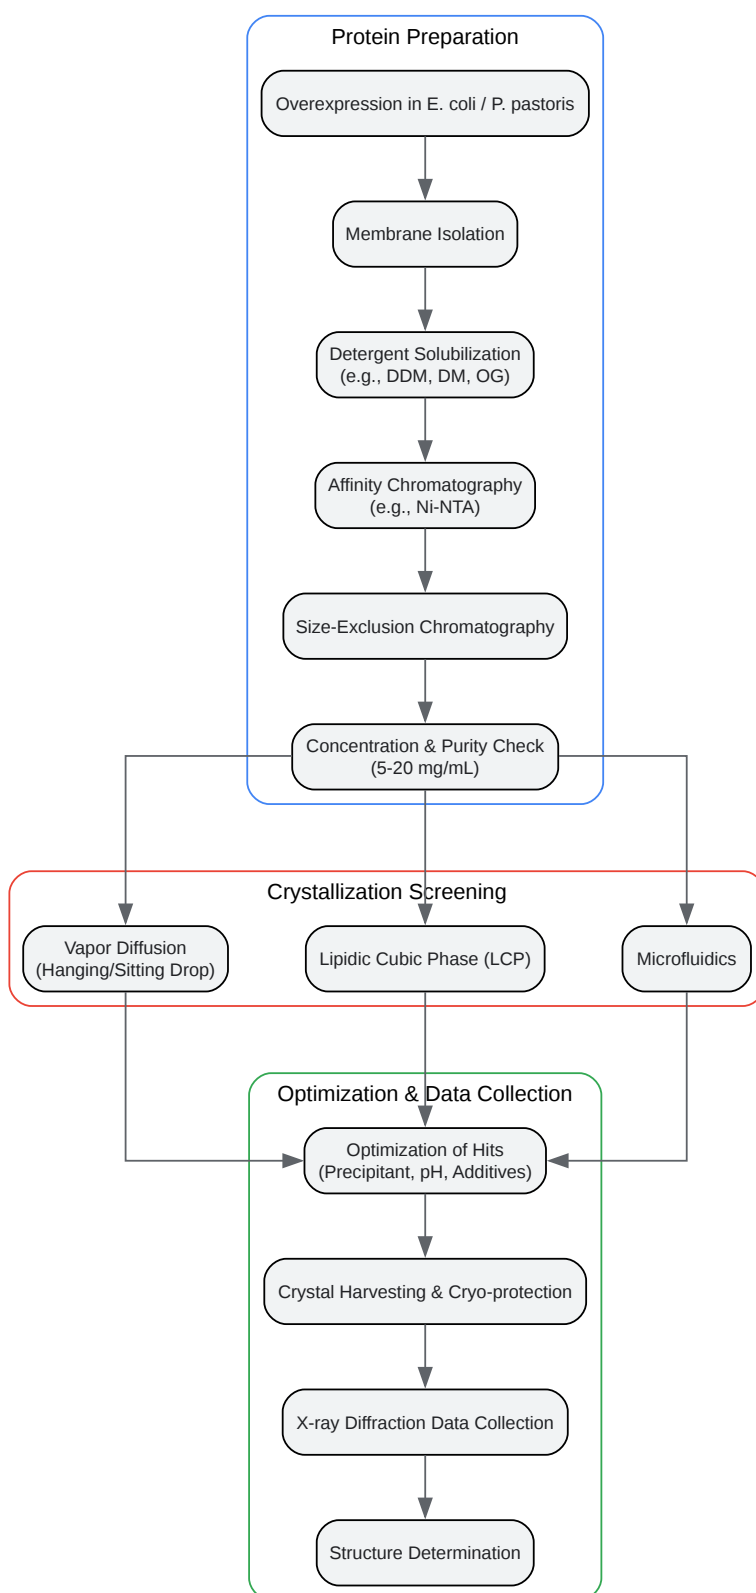 Protein Preparation
Overexpression in E. coli / P. pastoris
Membrane Isolation
Detergent Solubilization
(e.g., DDM, DM, OG)
Affinity Chromatography
(e.g., Ni-NTA)
Size-Exclusion Chromatography
Concentration & Purity Check
(5-20 mg/mL)
Crystallization Screening
Vapor Diffusion
(Hanging/Sitting Drop)
Lipidic Cubic Phase (LCP)
Microfluidics
Optimization & Data Collection
Optimization of Hits
(Precipitant, pH, Additives)
Crystal Harvesting & Cryo-protection
X-ray Diffraction Data Collection
Structure Determination